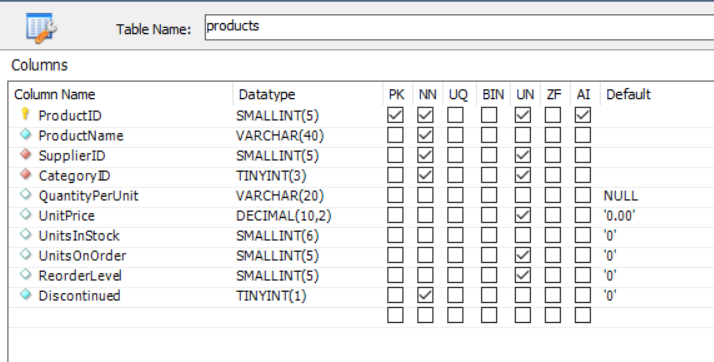 Table Name: products
Columns
Column Name Datatype PK NN UQ BIN UN ZF AI Default
ProductID SMALLINT(5)
ProductName VARCHAR(40)
SupplierID SMALLINT(5)
CategoryID TINYINT(3)
QuantityPerUnit VARCHAR(20) NULL
UnitPrice DECIMAL(10,2) '0.00'
UnitsInStock SMALLINT(6) '0'
UnitsOnOrder SMALLINT(5) '0'
ReorderLevel SMALLINT(5) '0'
Discontinued TINYINT(1) '0'